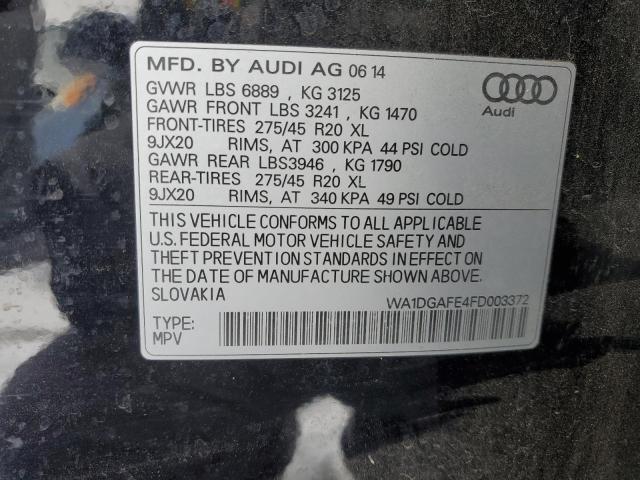 MFD. BY AUDI AG 06 14
GVWR LBS 6889 , KG 3125
GAWR FRONT LBS 3241 , KG 1470
FRONT-TIRES 275/45 R20 XL
9JX20 RIMS, AT 300 KPA 44 PSI COLD
GAWR REAR LBS3946 , KG 1790
REAR-TIRES 275/45 R20 XL
9JX20 RIMS, AT 340 KPA 49 PSI COLD
Audi
THIS VEHICLE CONFORMS TO ALL APPLICABLE
U.S. FEDERAL MOTOR VEHICLE SAFETY AND
THEFT PREVENTION STANDARDS IN EFFECT ON
THE DATE OF MANUFACTURE SHOWN ABOVE.
SLOVAKIA
WA1DGAFE4FD003372
TYPE:
MPV